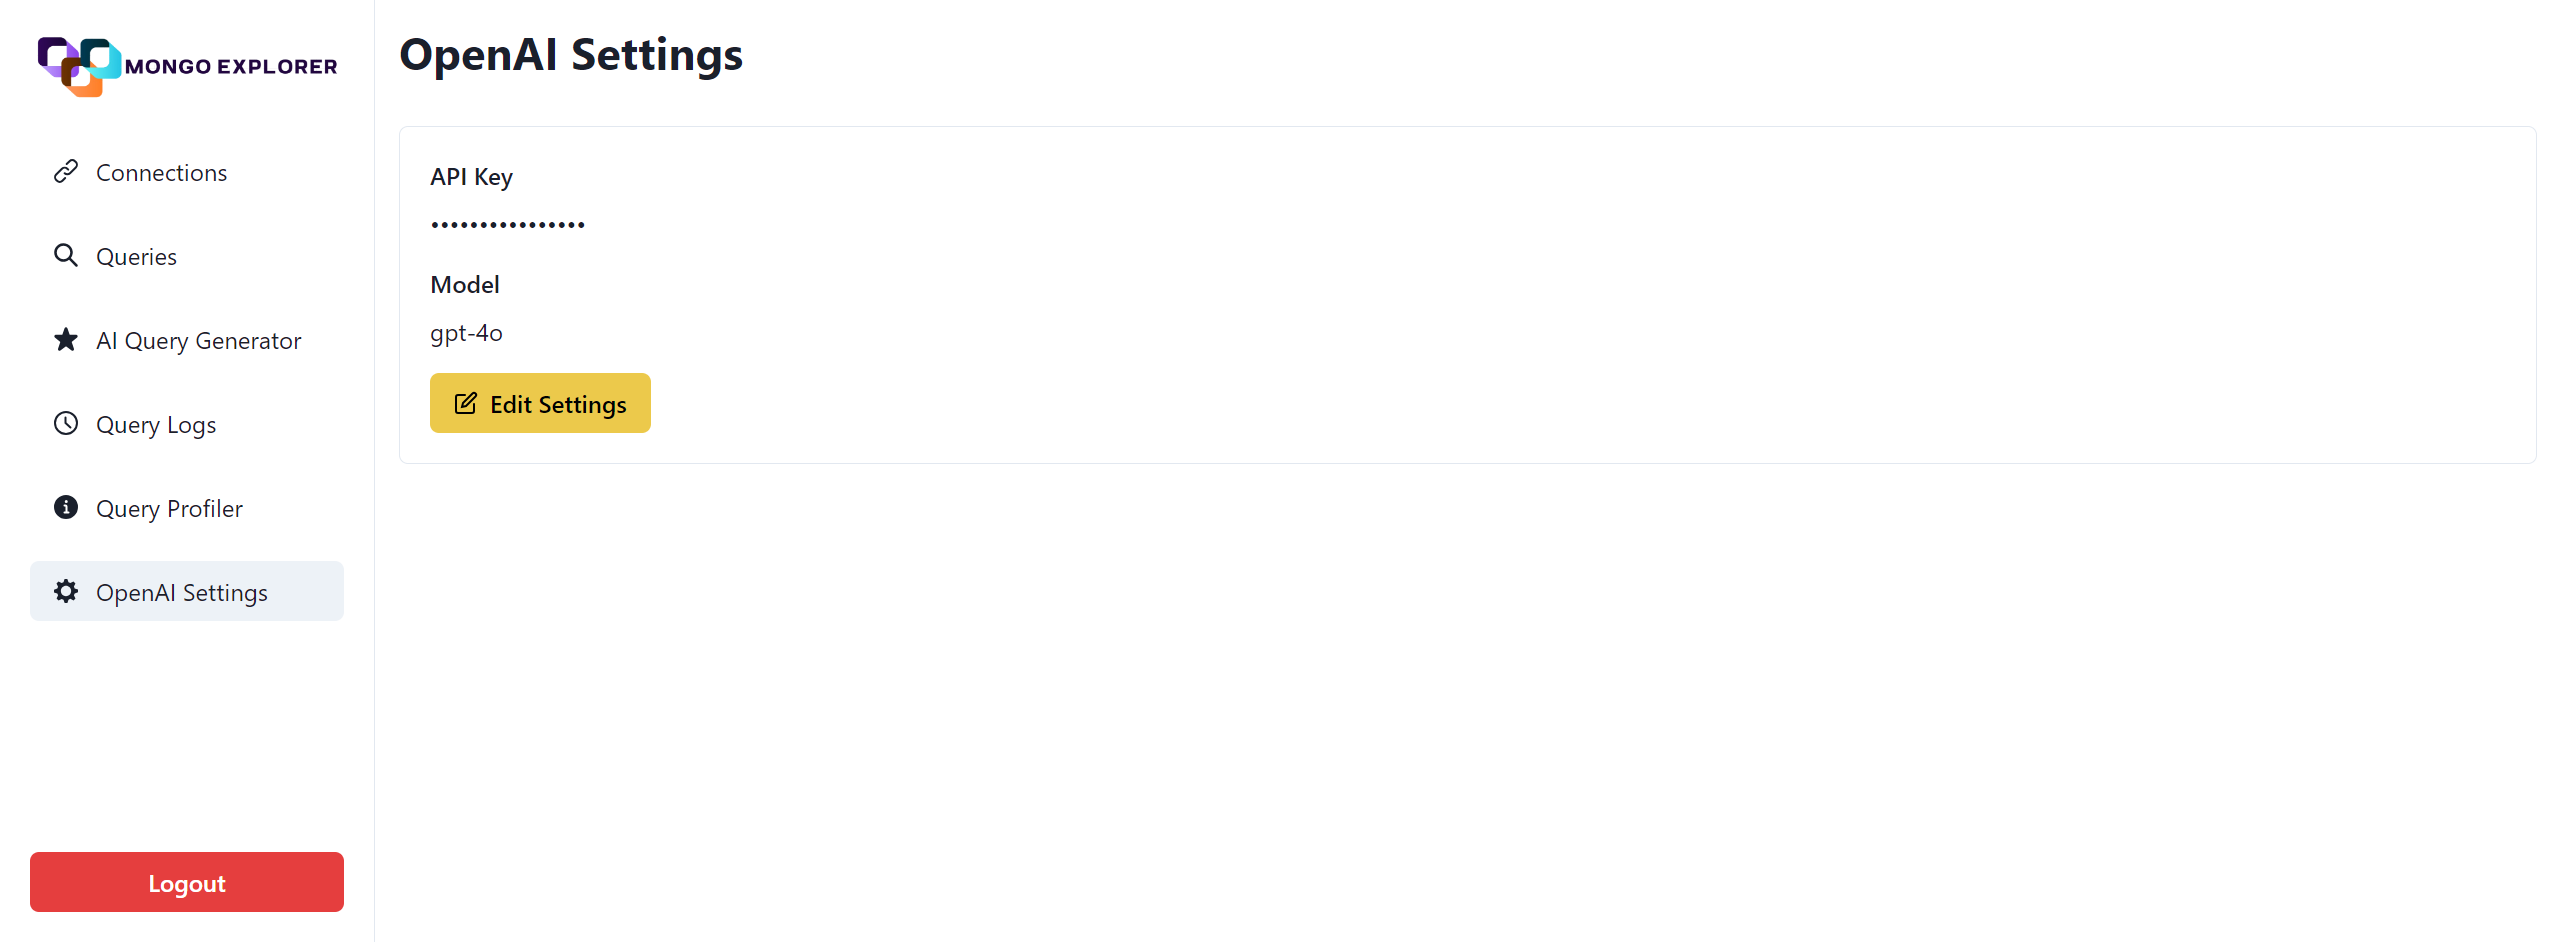 MONGO EXPLORER
Connections
Queries
AI Query Generator
Query Logs
Query Profiler
OpenAI Settings
Logout
OpenAI Settings
API Key
••••••••••••••••
Model
gpt-4o
Edit Settings